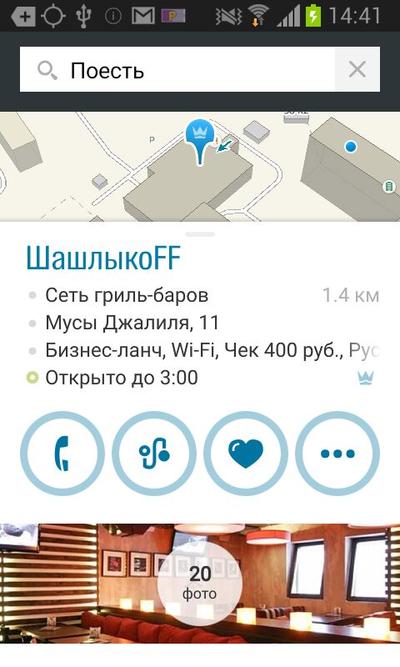 14:41
Поесть
P
ШашлыкоFF
Сеть гриль-баров
1.4 км
Мусы Джалиля, 11
Бизнес-ланч, Wi-Fi, Чек 400 руб., Рус
Открыто до 3:00
20
фото